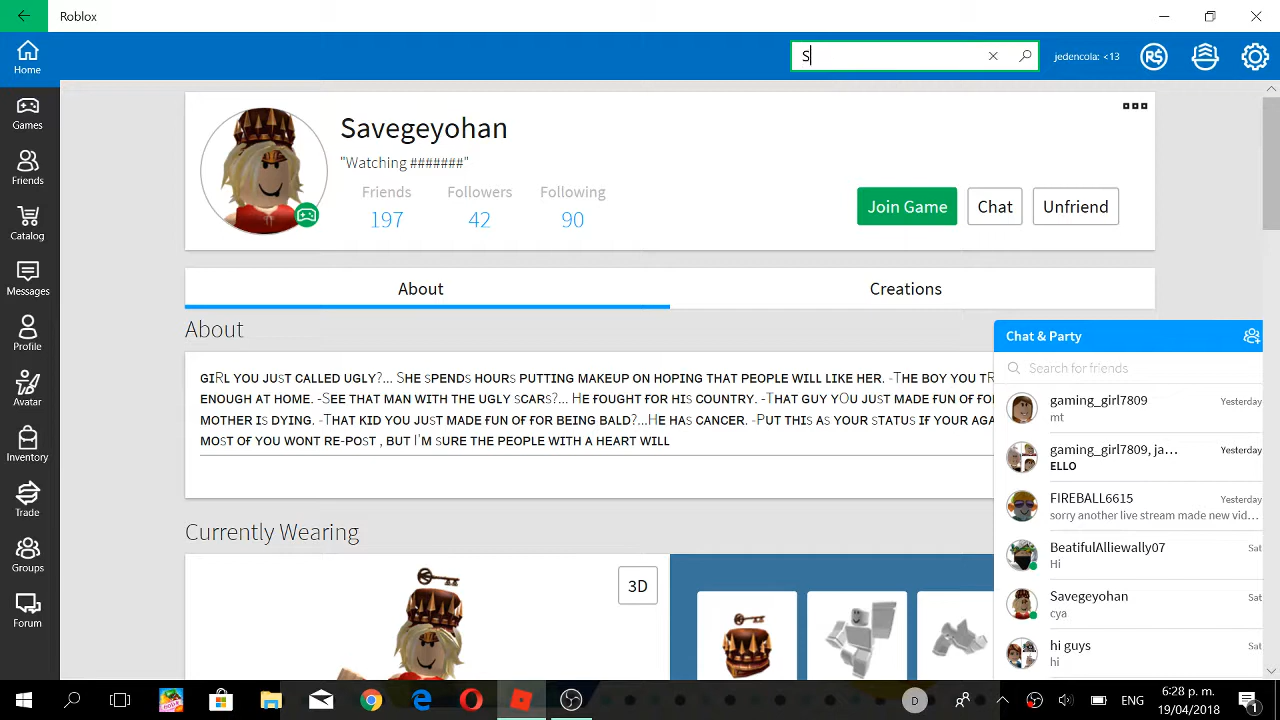 Roblox
Home
S
jedencola: <13
R$
Games
Friends
Catalog
Messages
Profile
Avatar
Inventory
Trade
Groups
Forum
Savegeyohan
"Watching #######"
Friends Followers Following
197 42 90
Join Game Chat Unfriend
About Creations
About
GIRL YOU JUST CALLED UGLY?... SHE SPENDS HOURS PUTTING MAKEUP ON HOPING THAT PEOPLE WILL LIKE HER. -THE BOY YOU TR
ENOUGH AT HOME. -SEE THAT MAN WITH THE UGLY SCARS?... HE FOUGHT FOR HIS COUNTRY. -THAT GUY YOU JUST MADE FUN OF FOR
MOTHER IS DYING. -THAT KID YOU JUST MADE FUN OF FOR BEING BALD?...HE HAS CANCER. -PUT THIS AS YOUR STATUS IF YOUR AGA
MOST OF YOU WONT RE-POST , BUT I'M SURE THE PEOPLE WITH A HEART WILL
Currently Wearing
3D
Chat & Party
Search for friends
gaming_girl7809 Yesterday
mt
gaming_girl7809, ja... Yesterday
ELLO
FIREBALL6615 Yesterday
sorry another live stream made new vid...
BeatifulAlliewally07 Sat
Hi
Savegeyohan Sat
cya
hi guys Sat
hi
D
ENG
6:28 p. m.
19/04/2018
1